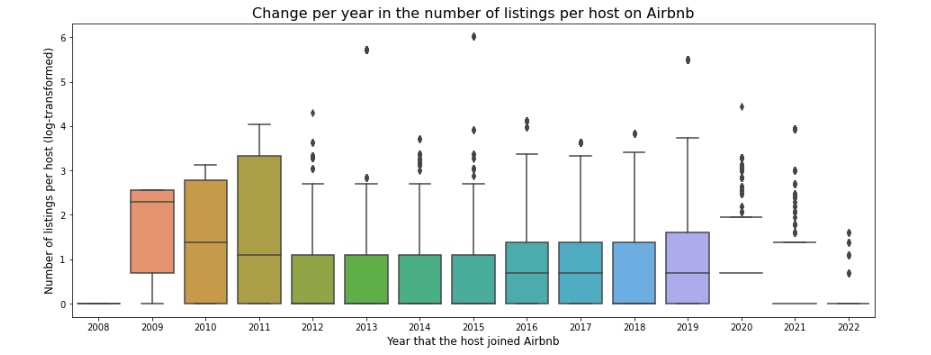 Change per year in the number of listings per host on Airbnb
Number of listings per host (log-transformed)
6
5
4
3
2
1
0
2008 2009 2010 2011 2012 2013 2014 2015 2016 2017 2018 2019 2020 2021 2022
Year that the host joined Airbnb